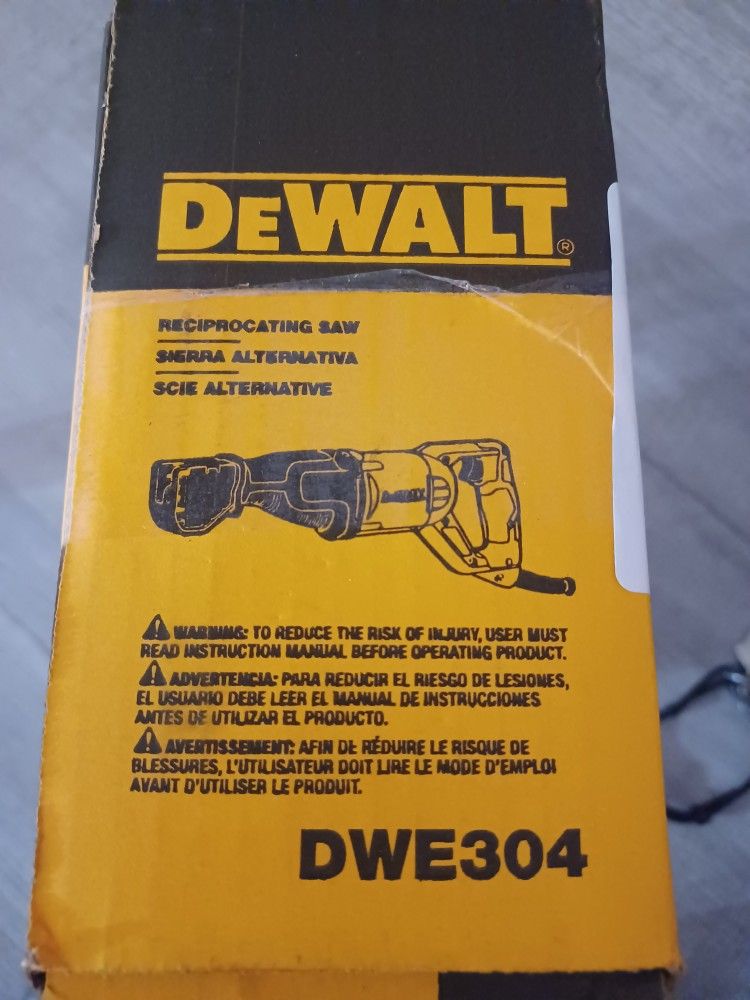 DEWALT®
RECIPROCATING SAW
SIERRA ALTERNATIVA
SCIE ALTERNATIVE
DEWALT
WARNING: TO REDUCE THE RISK OF INJURY, USER MUST
READ INSTRUCTION MANUAL BEFORE OPERATING PRODUCT.
ADVERTENCIA: PARA REDUCIR EL RIESGO DE LESIONES,
EL USUARIO DEBE LEER EL MANUAL DE INSTRUCCIONES
ANTES DE UTILIZAR EL PRODUCTO.
AVERTISSEMENT: AFIN DE RÉDUIRE LE RISQUE DE
BLESSURES, L'UTILISATEUR DOIT LIRE LE MODE D'EMPLOI
AVANT D'UTILISER LE PRODUIT.
DWE304